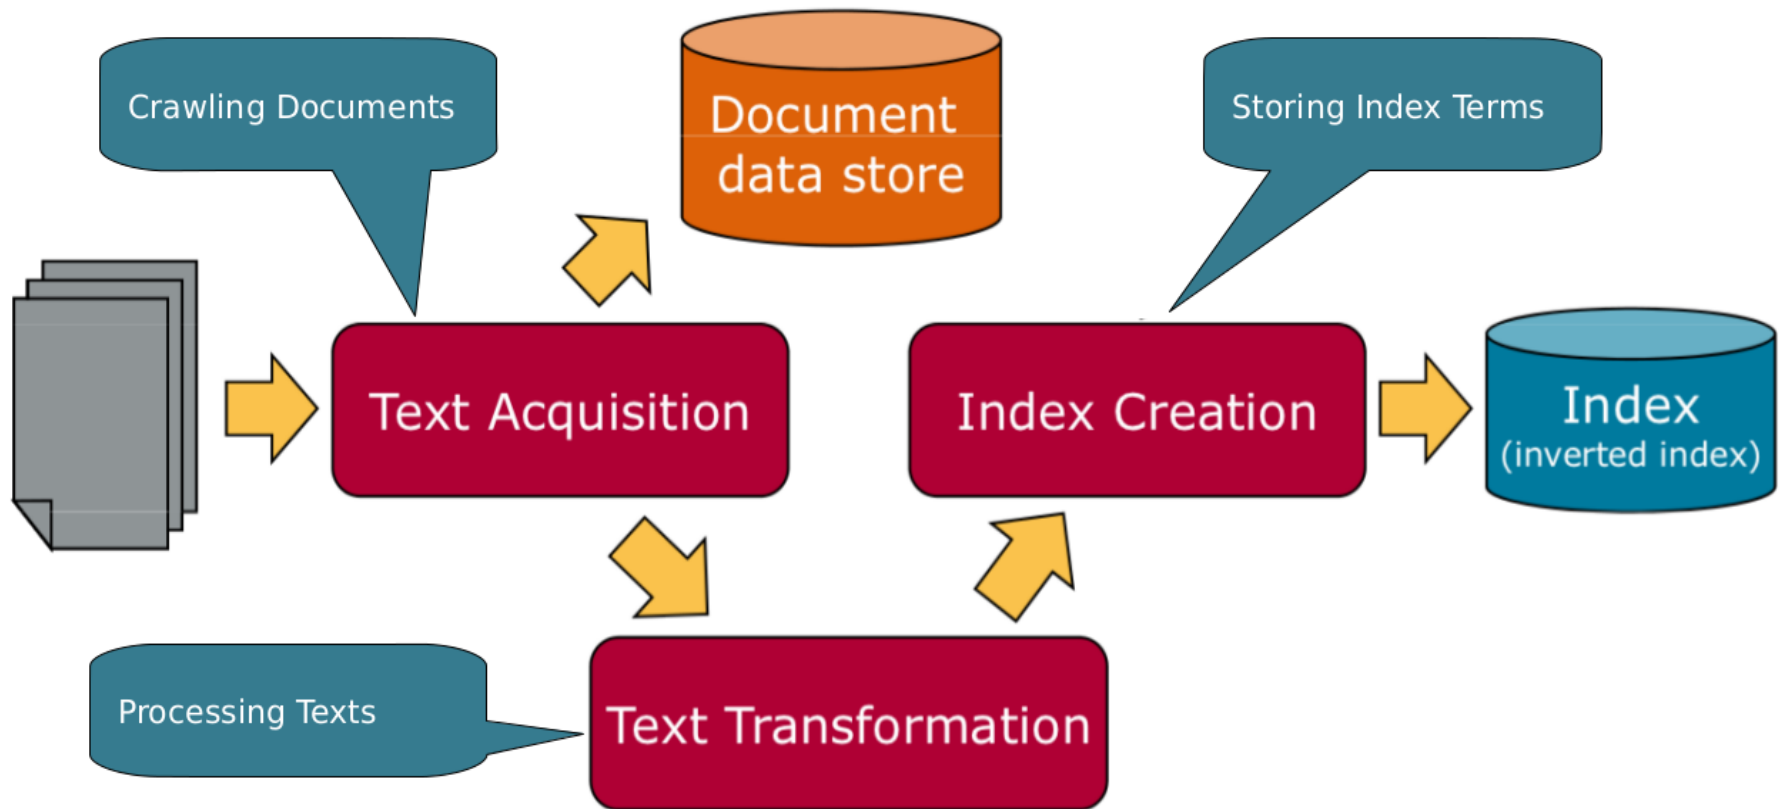 Crawling Documents
Document
data store
Storing Index Terms
Text Acquisition
Index Creation
Index
(inverted index)
Processing Texts
Text Transformation